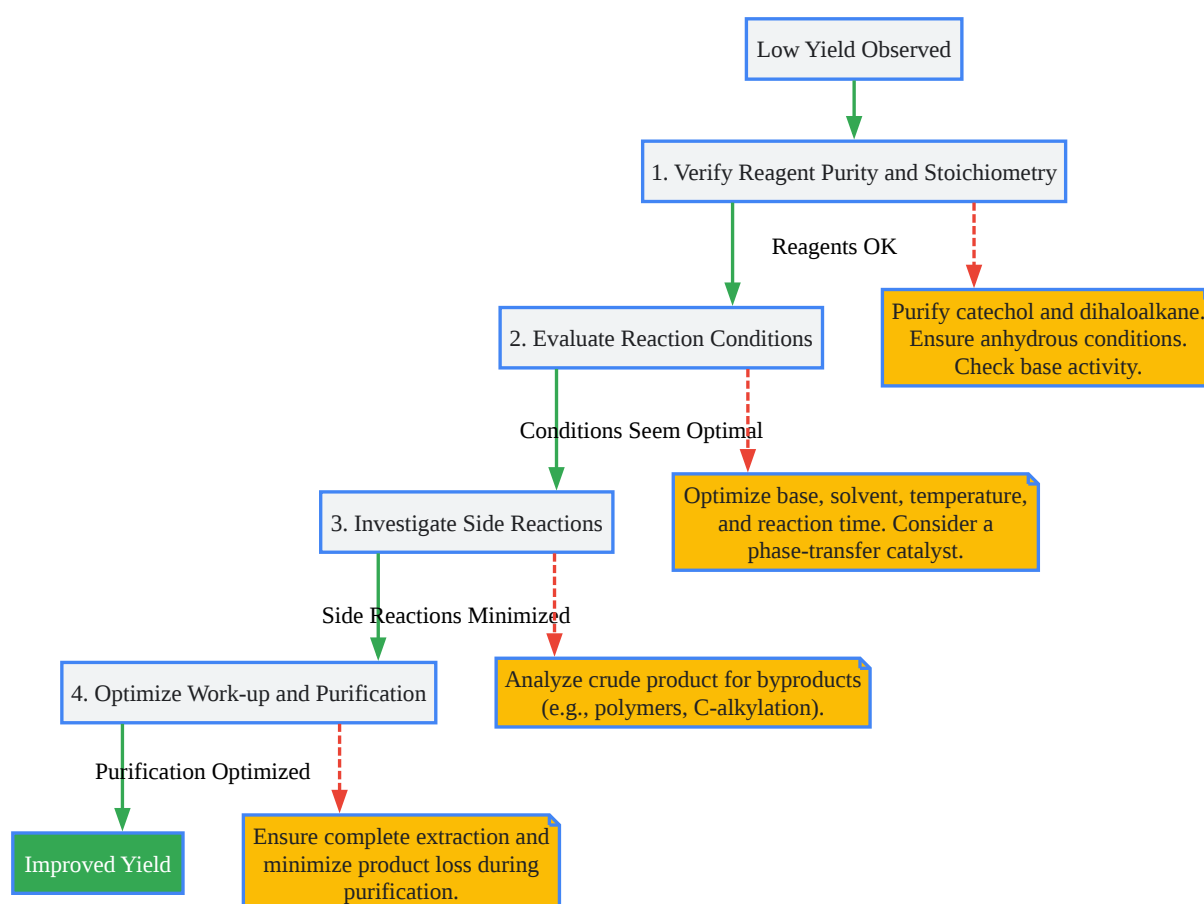 Low Yield Observed
1. Verify Reagent Purity and Stoichiometry
Reagents OK
Purify catechol and dihaloalkane.
Ensure anhydrous conditions.
Check base activity.
2. Evaluate Reaction Conditions
Conditions Seem Optimal
Optimize base, solvent, temperature,
and reaction time. Consider a
phase-transfer catalyst.
3. Investigate Side Reactions
Side Reactions Minimized
Analyze crude product for byproducts
(e.g., polymers, C-alkylation).
4. Optimize Work-up and Purification
Purification Optimized
Ensure complete extraction and
minimize product loss during
purification.
Improved Yield